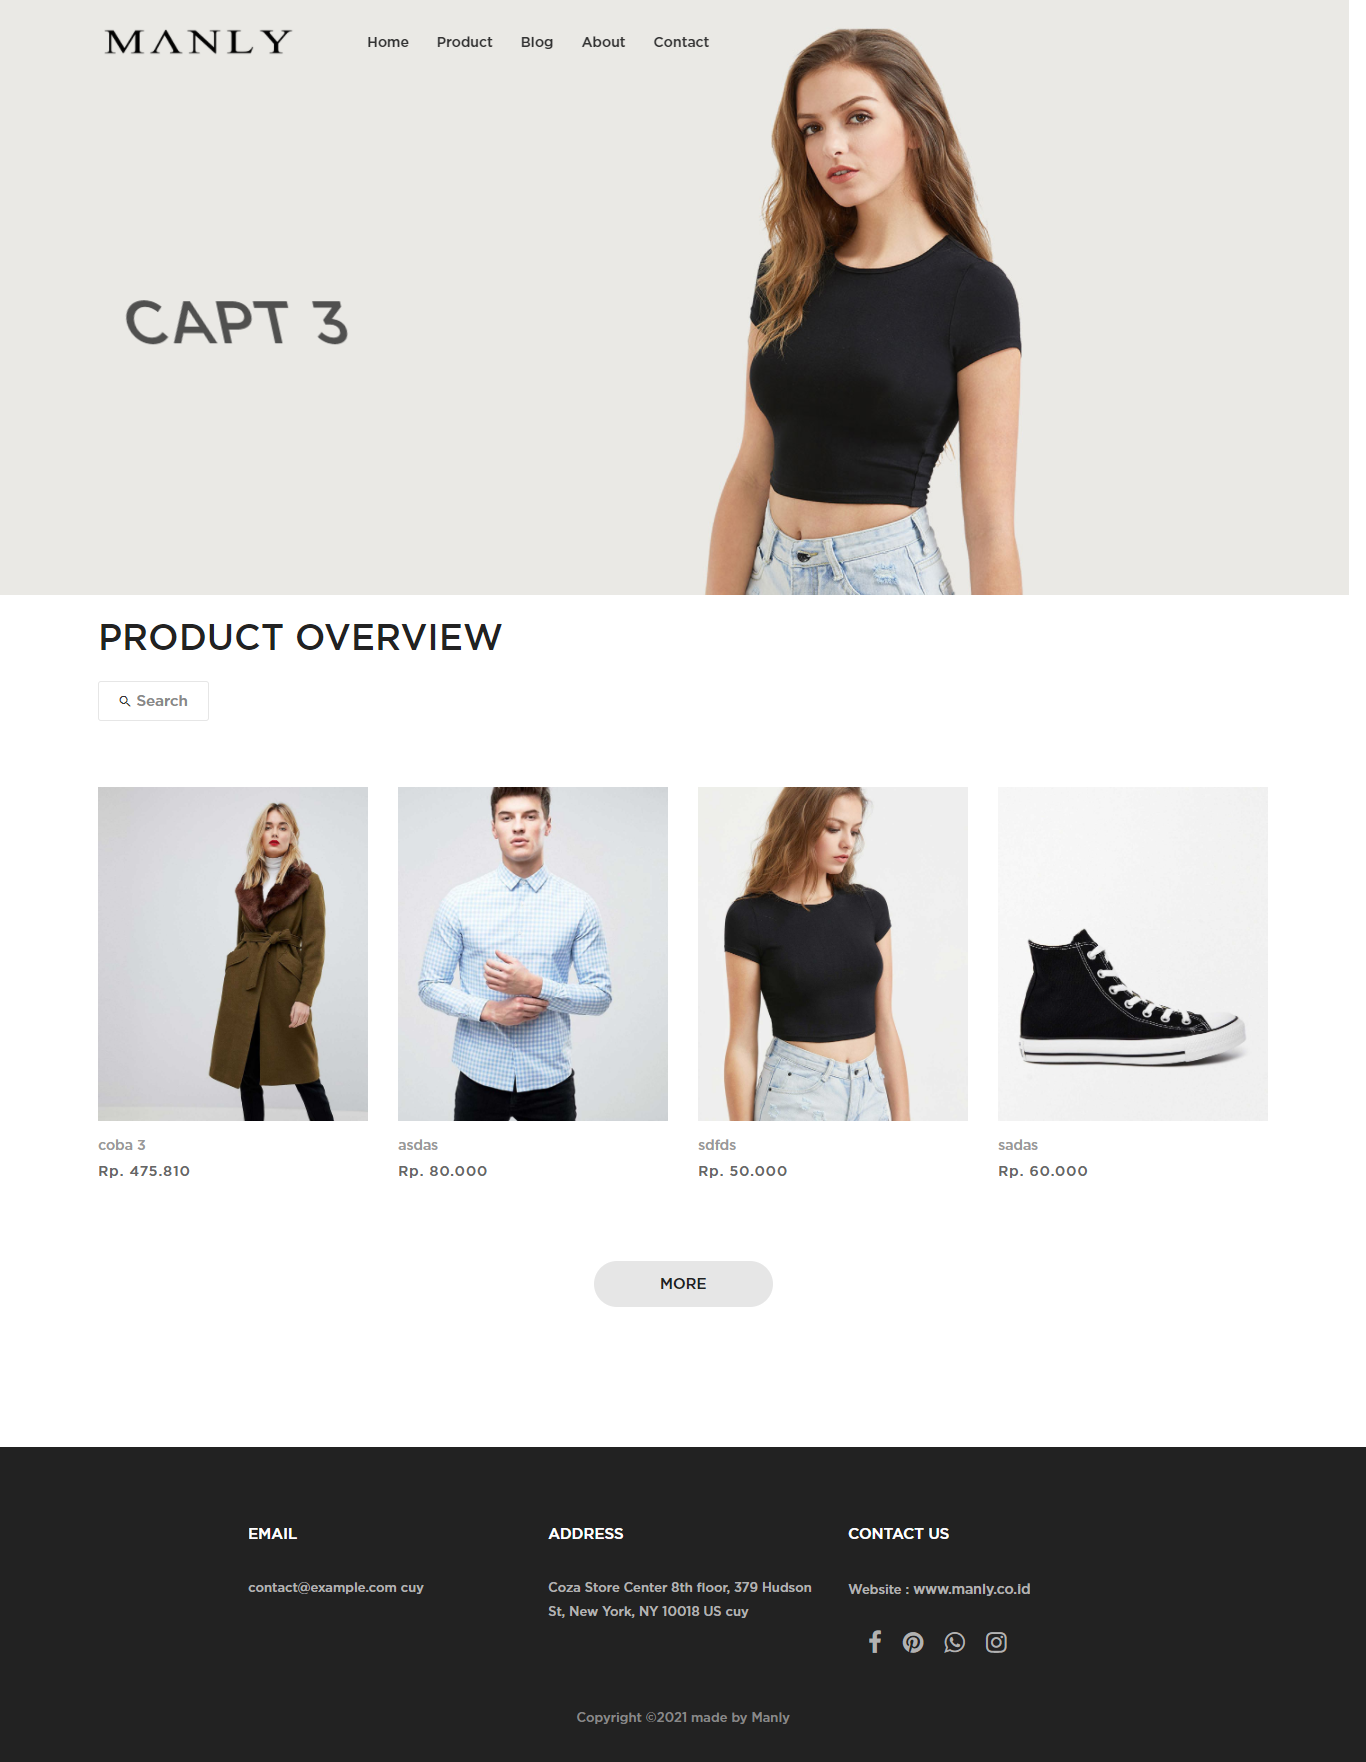 MANLY
Home Product Blog About Contact
CAPT 3
PRODUCT OVERVIEW
Search
coba 3
Rp. 475.810
asdas
Rp. 80.000
sdfds
Rp. 50.000
sadas
Rp. 60.000
MORE
EMAIL
contact@example.com cuy
ADDRESS
Coza Store Center 8th floor, 379 Hudson
St, New York, NY 10018 US cuy
CONTACT US
Website : www.manly.co.id
Copyright ©2021 made by Manly